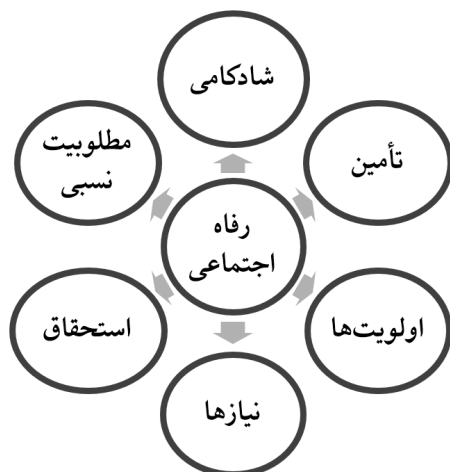 شادکامی
تأمین
مطلوبیت
نسبی
رفاه
اجتماعی
اولویت‌ها
استحقاق
نیازها